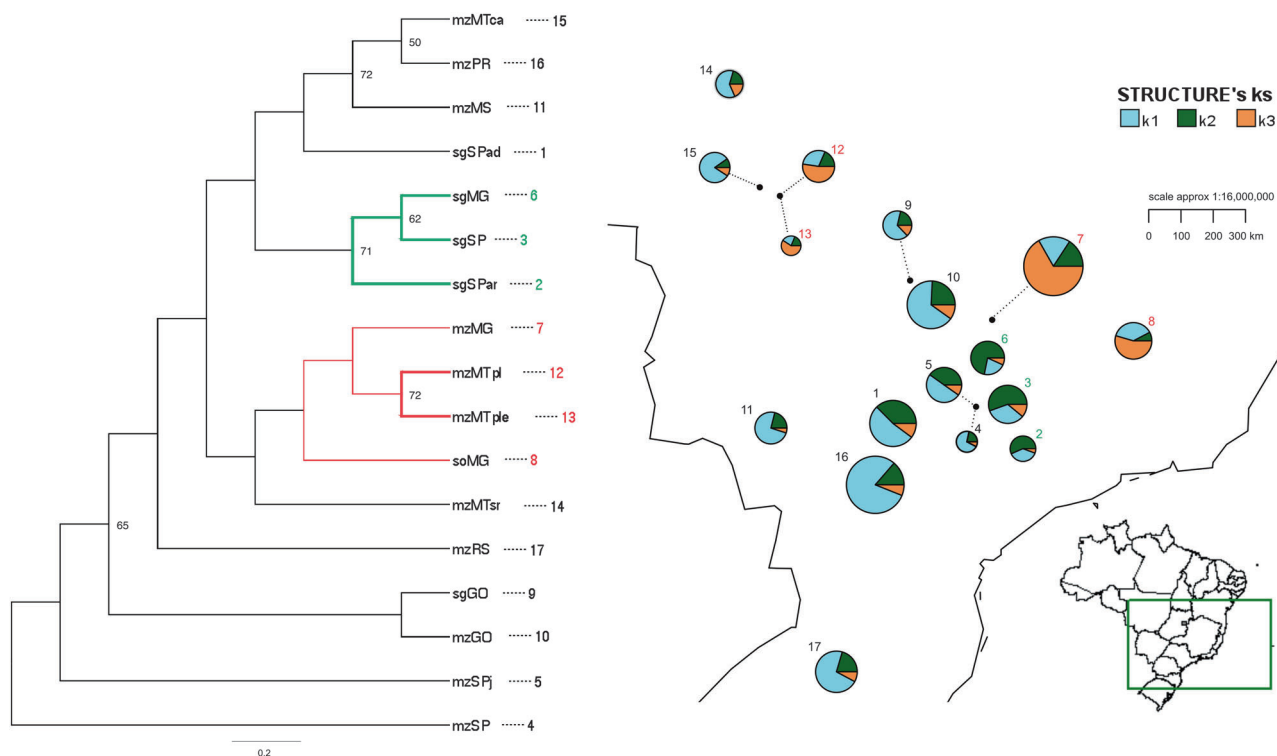 mzMTca 15
50
mzPR 16
72
mzMS 11
sgSPad 1
sgMG 6
62
sgSP 3
71
sgSPar 2
mzMG 7
mzMTpl 12
72
mzMTple 13
soMG 8
mzMTsr 14
65
mzRS 17
sgGO 9
mzGO 10
mzSPj 5
mzSP 4
0.2
14
STRUCTURE's ks
k1 k2 k3
15
12
scale approx 1:16,000,000
0 100 200 300 km
9
13
7
10
8
6
5
3
1
11
4
2
16
17